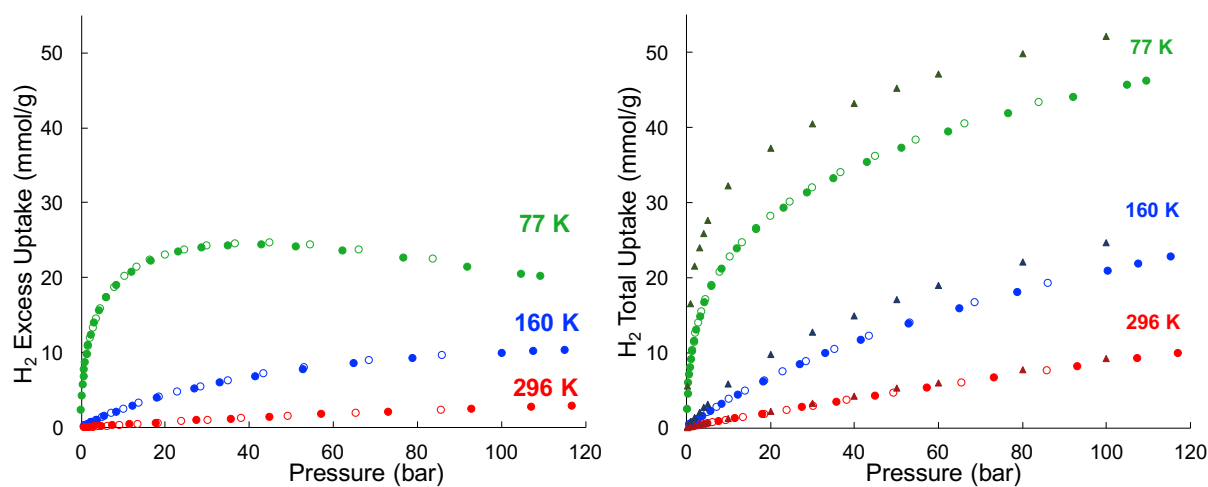 H₂ Excess Uptake (mmol/g)
50
40
30
20
10
0
0 20 40 60 80 100 120
Pressure (bar)
77 K
160 K
296 K
H₂ Total Uptake (mmol/g)
50
40
30
20
10
0
0 20 40 60 80 100 120
Pressure (bar)
77 K
160 K
296 K